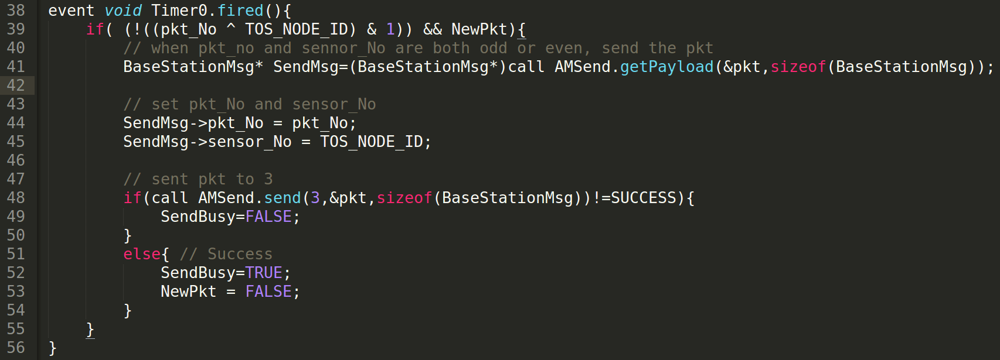 38 event void Timer0.fired(){
39 if( (!((pkt_No ^ TOS_NODE_ID) & 1)) && NewPkt){
40 // when pkt_no and sennor_No are both odd or even, send the pkt
41 BaseStationMsg* SendMsg=(BaseStationMsg*)call AMSend.getPayload(&pkt,sizeof(BaseStationMsg));
42
43 // set pkt_No and sensor_No
44 SendMsg->pkt_No = pkt_No;
45 SendMsg->sensor_No = TOS_NODE_ID;
46
47 // sent pkt to 3
48 if(call AMSend.send(3,&pkt,sizeof(BaseStationMsg))!=SUCCESS){
49 SendBusy=FALSE;
50 }
51 else{ // Success
52 SendBusy=TRUE;
53 NewPkt = FALSE;
54 }
55 }
56 }